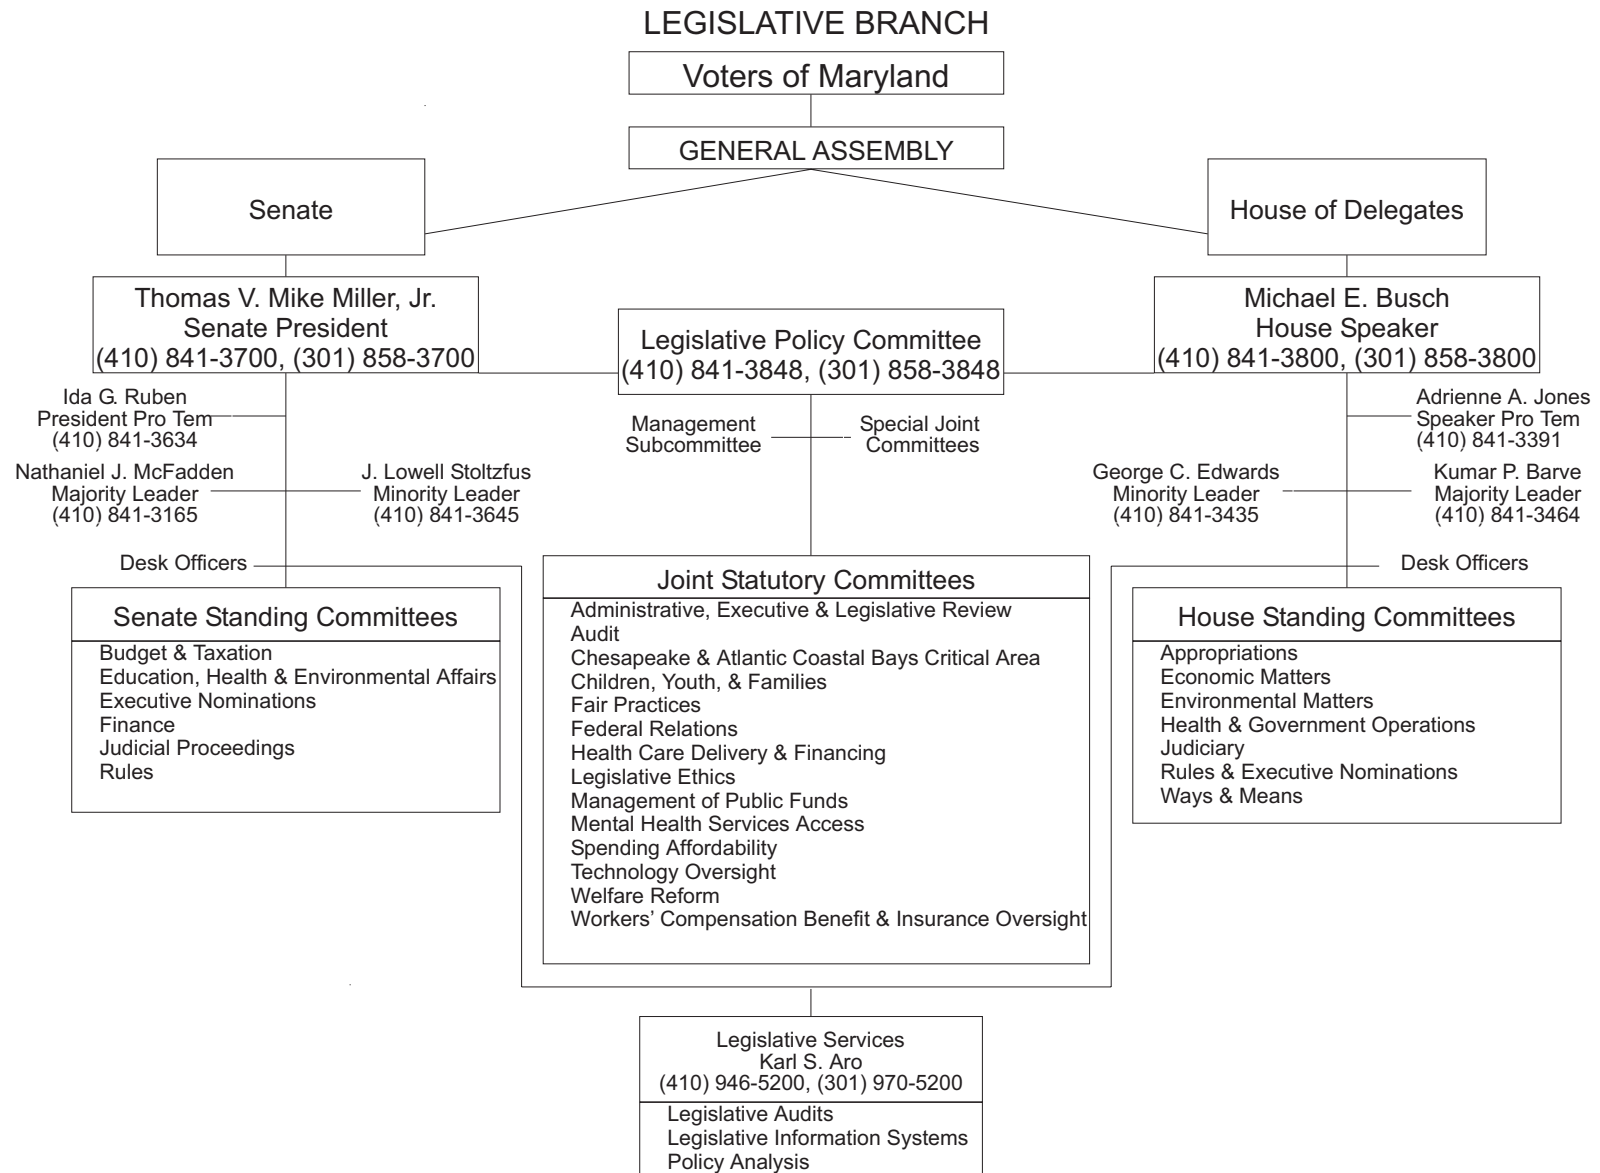 LEGISLATIVE BRANCH
Voters of Maryland
GENERAL ASSEMBLY
Senate
House of Delegates
Thomas V. Mike Miller, Jr.
Senate President
(410) 841-3700, (301) 858-3700
Legislative Policy Committee
(410) 841-3848, (301) 858-3848
Michael E. Busch
House Speaker
(410) 841-3800, (301) 858-3800
Ida G. Ruben
President Pro Tem
(410) 841-3634
Management
Subcommittee
Special Joint
Committees
Adrienne A. Jones
Speaker Pro Tem
(410) 841-3391
Nathaniel J. McFadden
Majority Leader
(410) 841-3165
J. Lowell Stoltzfus
Minority Leader
(410) 841-3645
George C. Edwards
Minority Leader
(410) 841-3435
Kumar P. Barve
Majority Leader
(410) 841-3464
Desk Officers
Desk Officers
Senate Standing Committees
Budget & Taxation
Education, Health & Environmental Affairs
Executive Nominations
Finance
Judicial Proceedings
Rules
Joint Statutory Committees
Administrative, Executive & Legislative Review
Audit
Chesapeake & Atlantic Coastal Bays Critical Area
Children, Youth, & Families
Fair Practices
Federal Relations
Health Care Delivery & Financing
Legislative Ethics
Management of Public Funds
Mental Health Services Access
Spending Affordability
Technology Oversight
Welfare Reform
Workers' Compensation Benefit & Insurance Oversight
House Standing Committees
Appropriations
Economic Matters
Environmental Matters
Health & Government Operations
Judiciary
Rules & Executive Nominations
Ways & Means
Legislative Services
Karl S. Aro
(410) 946-5200, (301) 970-5200
Legislative Audits
Legislative Information Systems
Policy Analysis